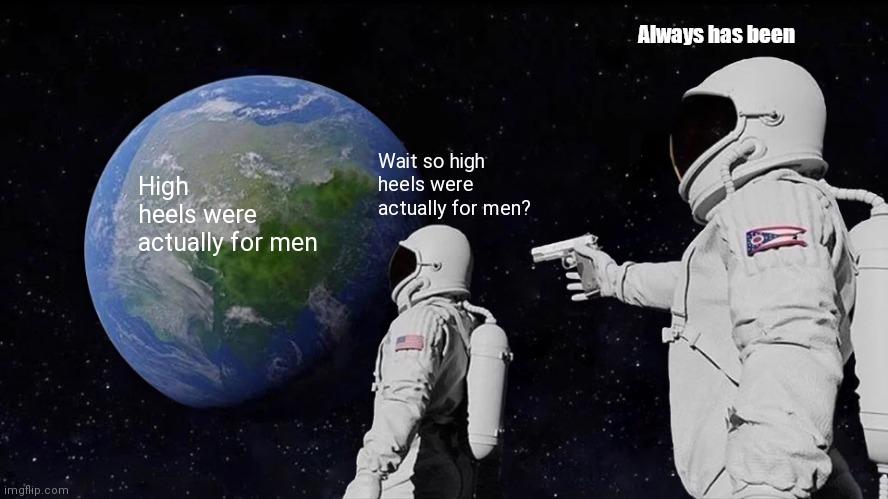 Always has been
Wait so high
heels were
actually for men?
High
heels were
actually for men
imgflip.com